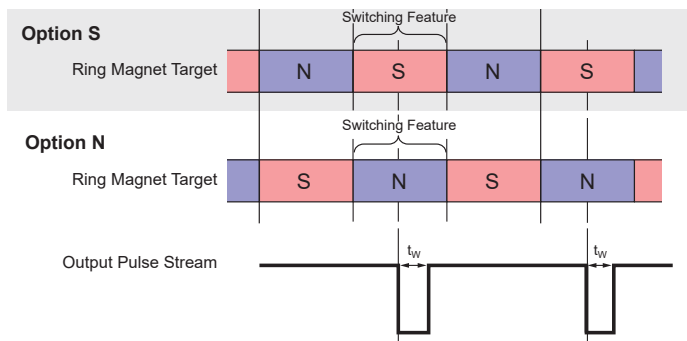 Switching Feature
Option S
Ring Magnet Target N S N S
Switching Feature
Option N
Ring Magnet Target S N S N
tW tW
Output Pulse Stream